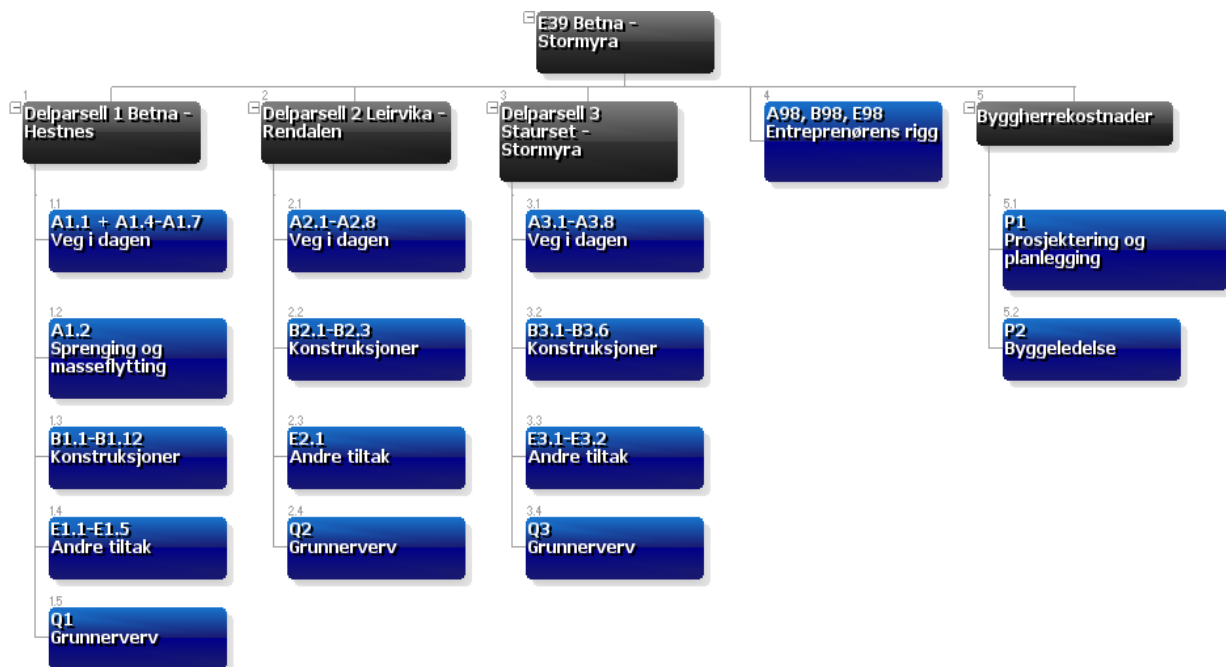 E39 Betna –
Stormyra
1
Delparsell 1 Betna –
Hestnes
1.1
A1.1 + A1.4-A1.7
Veg i dagen
1.2
A1.2
Sprenging og
masseflytting
1.3
B1.1-B1.12
Konstruksjoner
1.4
E1.1-E1.5
Andre tiltak
1.5
Q1
Grunnerverv
2
Delparsell 2 Leirvika –
Rendalen
2.1
A2.1-A2.8
Veg i dagen
2.2
B2.1-B2.3
Konstruksjoner
2.3
E2.1
Andre tiltak
2.4
Q2
Grunnerverv
3
Delparsell 3
Staurset –
Stormyra
3.1
A3.1-A3.8
Veg i dagen
3.2
B3.1-B3.6
Konstruksjoner
3.3
E3.1-E3.2
Andre tiltak
3.4
Q3
Grunnerverv
4
A98, B98, E98
Entreprenørens rigg
5
Byggherrekostnader
5.1
P1
Prosjektering og
planlegging
5.2
P2
Byggeledelse